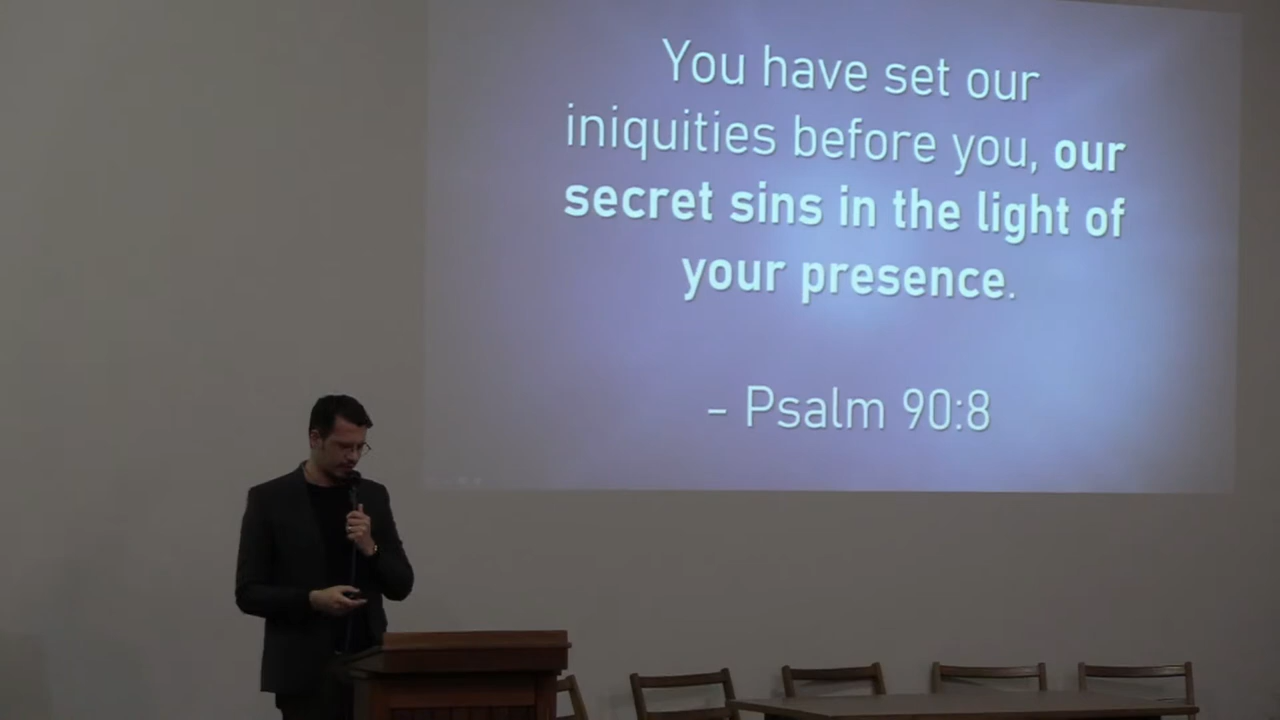 You have set our
iniquities before you, our
secret sins in the light of
your presence.
– Psalm 90:8